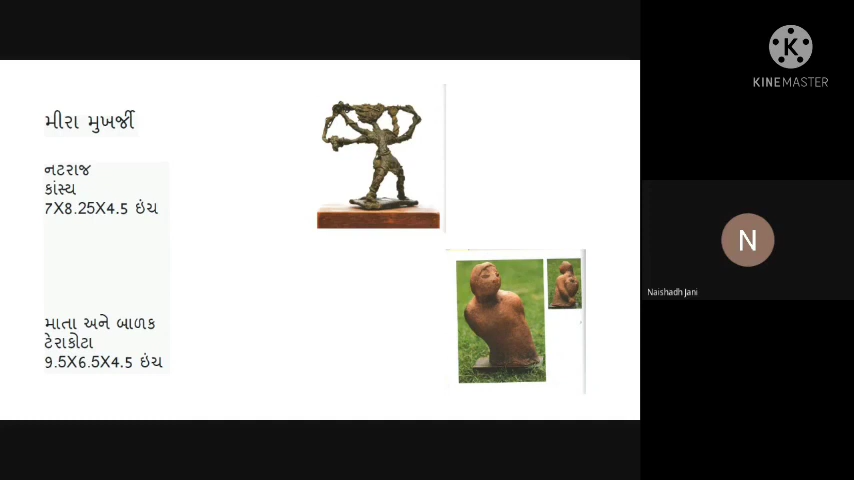 મીરા મુખર્જી
નટરાજ
કાંસ્ય
7X8.25X4.5 ઇંચ
માતા અને બાળક
ટેરાકોટા
9.5X6.5X4.5 ઇંચ
K
KINEMASTER
N
Naishadh Jani